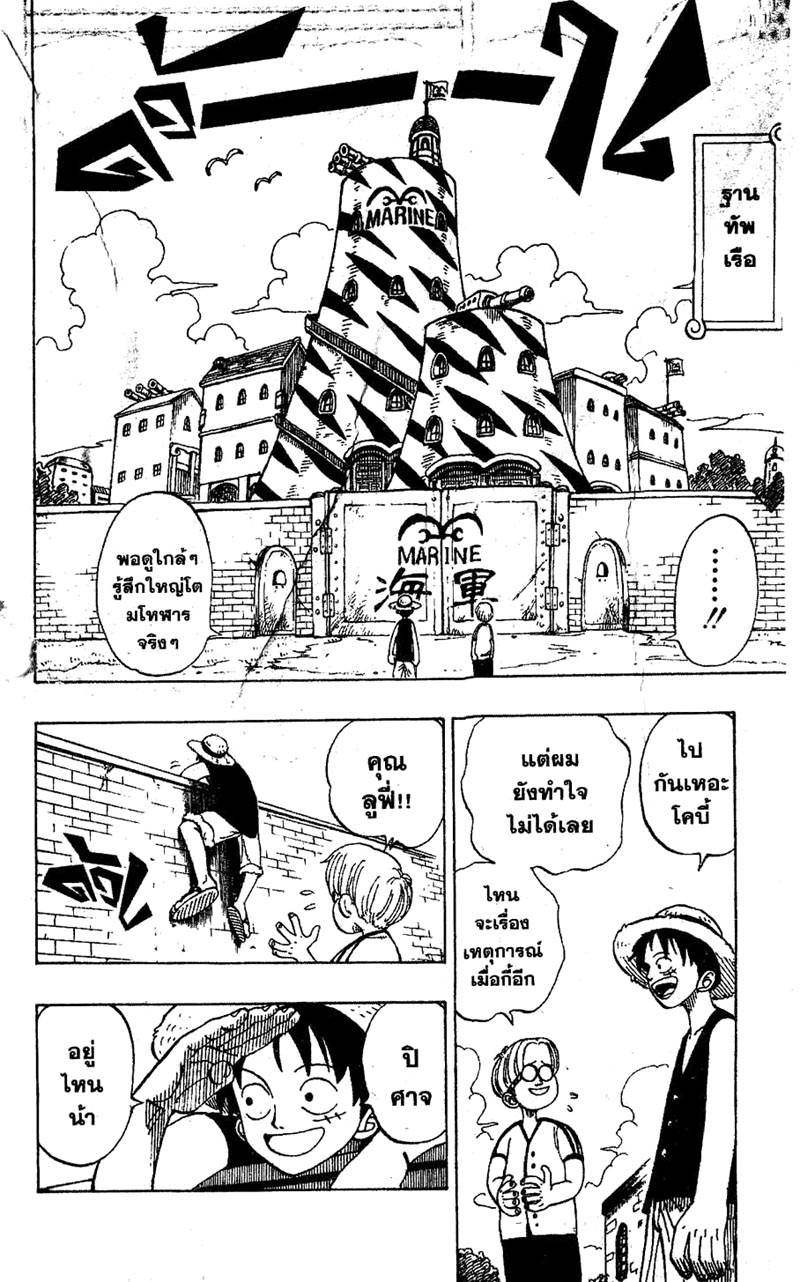 ฐาน
ทัพ
เรือ
MARINE
MARINE
海軍
!!
พอดูใกล้ๆ
รู้สึกใหญ่โต
มโหฬาร
จริงๆ
ไป
กันเหอะ
โคบี้
แต่ผม
ยังทำใจ
ไม่ได้เลย
ไหน
จะเรื่อง
เหตุการณ์
เมื่อกี้อีก
คุณ
ลูฟี่!!
ปิ
ศาจ
อยู่
ไหน
น้า